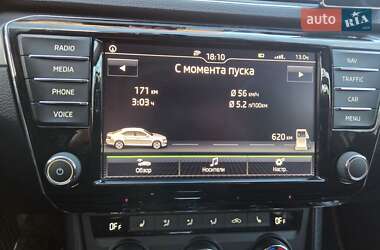 auto RIA
RADIO
MEDIA
PHONE
VOICE
NAV
TRAFFIC
CAR
MENU
18:10
13.0
С момента пуска
171 км
3:03 ч
Ø 56 км/ч
Ø 5.2 л/100км
620 км
Обзор
Носители
Настр.
OFF
OFF